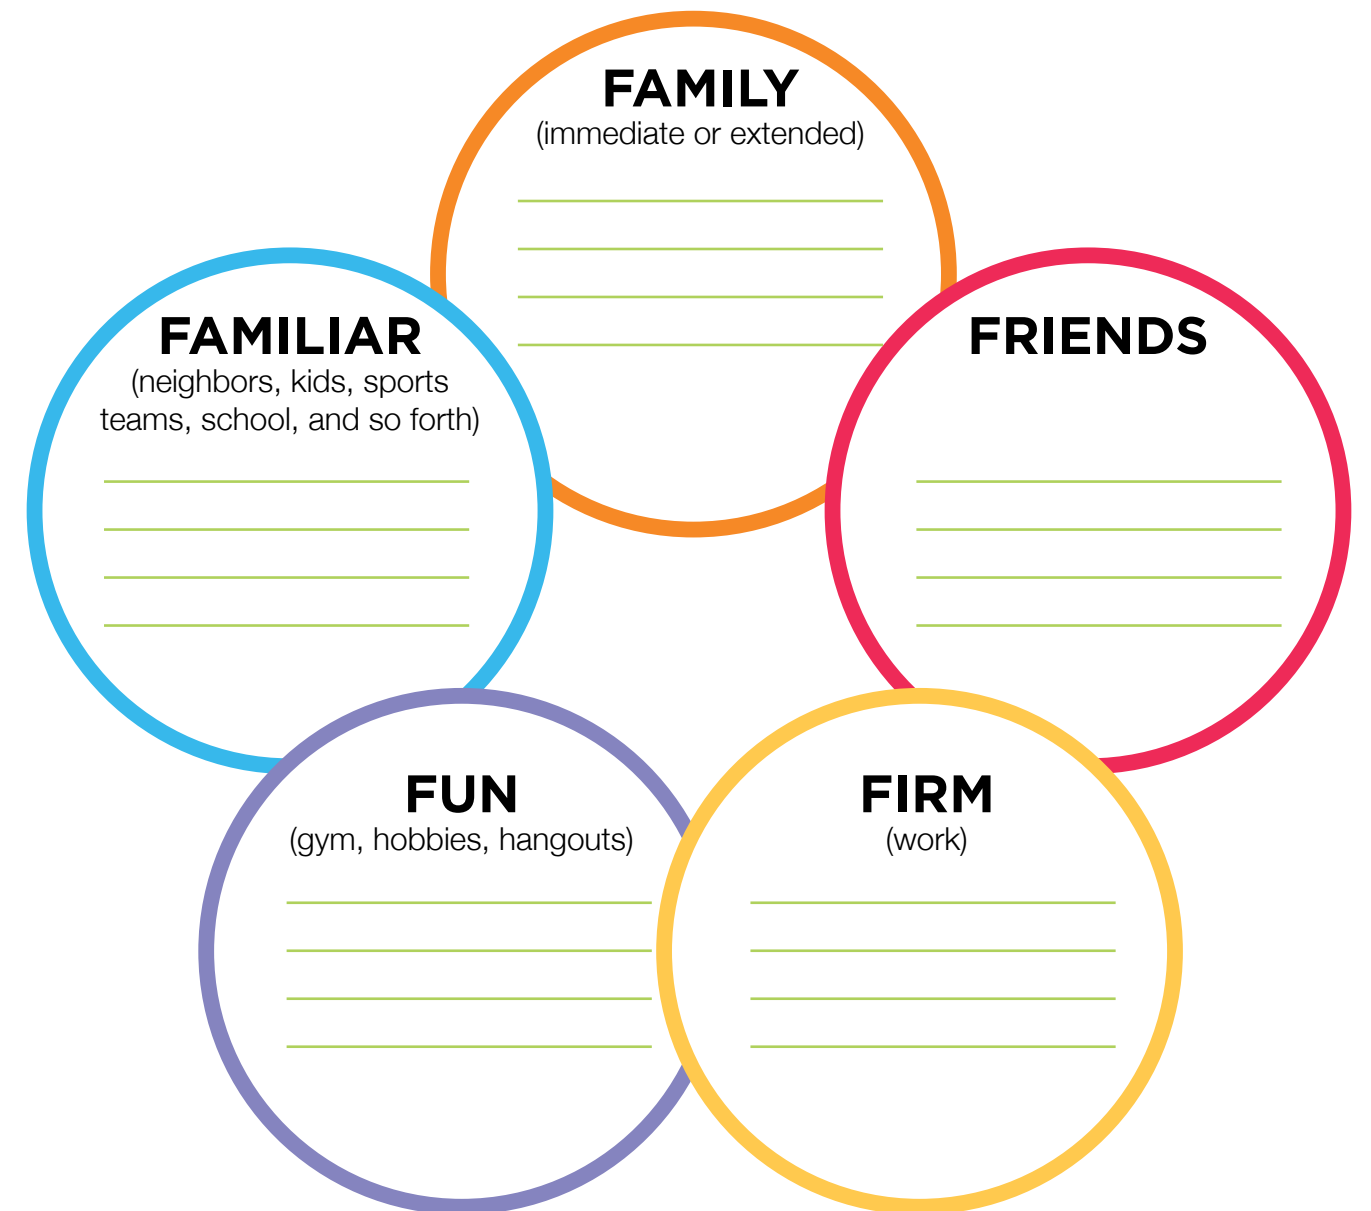 FAMILY
(immediate or extended)
FAMILIAR
(neighbors, kids, sports
teams, school, and so forth)
FRIENDS
FUN
(gym, hobbies, hangouts)
FIRM
(work)